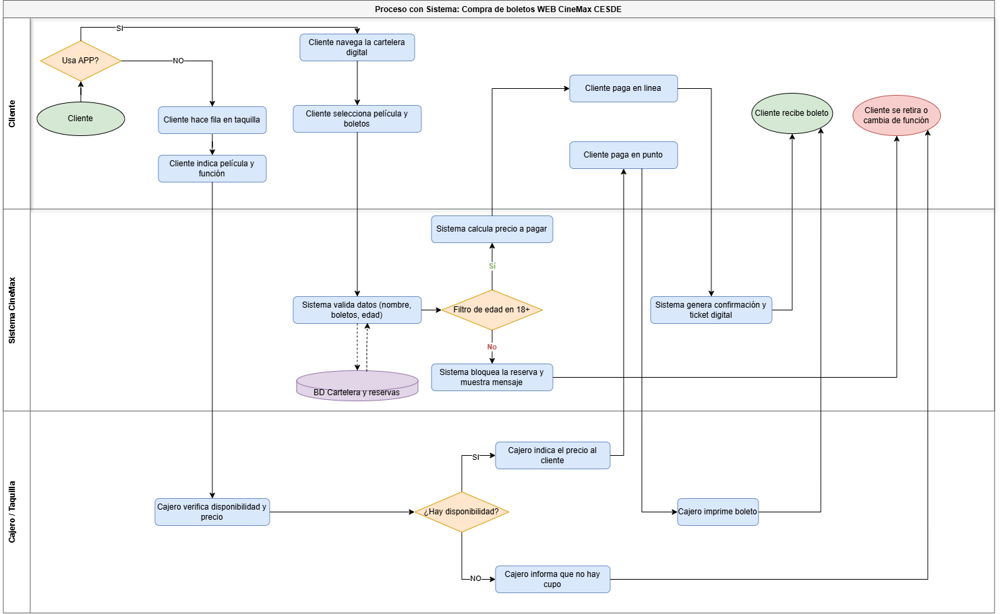 Proceso con Sistema: Compra de boletos WEB CineMax CESDE
Cliente
SI
Usa APP?
NO
Cliente
Cliente hace fila en taquilla
Cliente indica película y
función
Cliente navega la cartelera
digital
Cliente selecciona película y
boletos
Cliente paga en linea
Cliente paga en punto
Cliente recibe boleto
Cliente se retira o
cambia de función
Sistema CineMax
Sistema calcula precio a pagar
Sí
Sistema valida datos (nombre,
boletos, edad)
Filtro de edad en 18+
No
Sistema bloquea la reserva y
muestra mensaje
BD Cartelera y reservas
Sistema genera confirmación y
ticket digital
Cajero / Taquilla
Cajero verifica disponibilidad y
precio
¿Hay disponibilidad?
SI
Cajero indica el precio al
cliente
NO
Cajero informa que no hay
cupo
Cajero imprime boleto